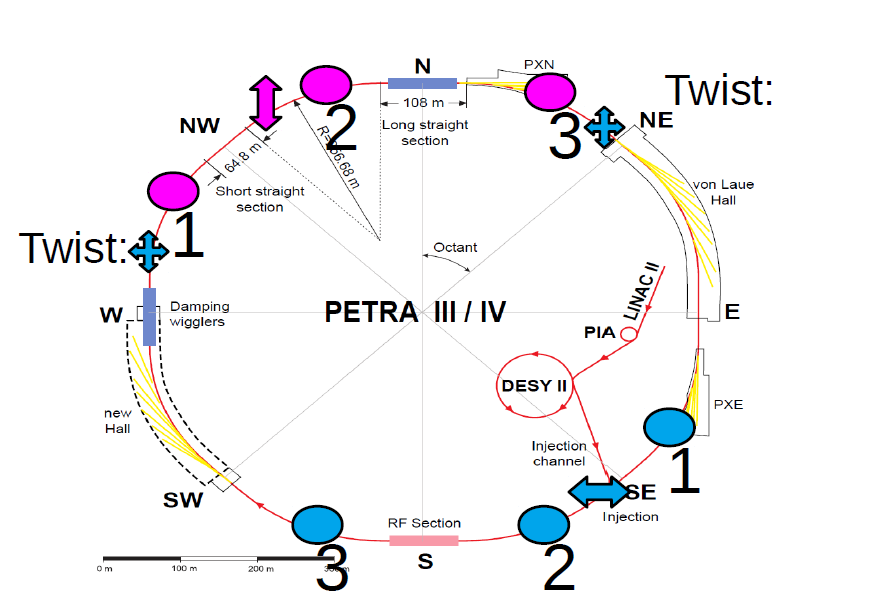 N
PXN
Twist:
108 m
2
3
NE
NW
Long straight
section
64.8 m
Short straight
section
von Laue
Hall
1
Twist:
Octant
LINAC II
W
Damping
wigglers
PETRA III / IV
E
PIA
DESY II
PXE
new
Hall
Injection
channel
1
SW
SE
Injection
RF Section
S
3
2
0 m
100 m
200 m